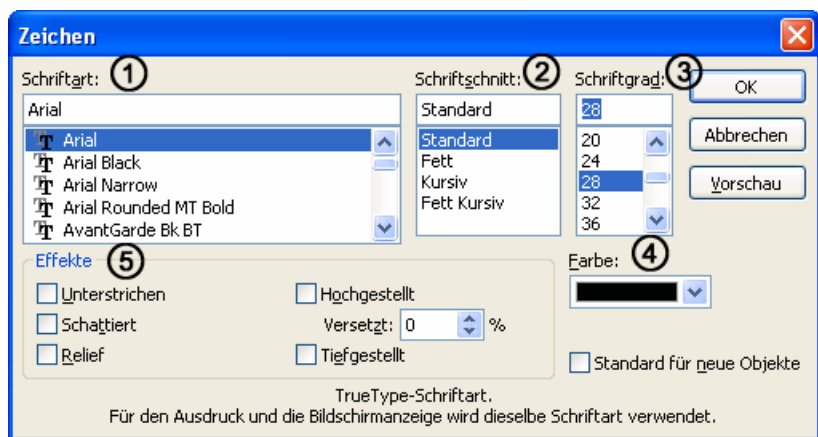 Zeichen
Schriftart: 1
Schriftschnitt: 2
Schriftgrad: 3
OK
Arial
Standard
28
Arial
Arial Black
Arial Narrow
Arial Rounded MT Bold
AvantGarde Bk BT
Standard
Fett
Kursiv
Fett Kursiv
20
24
28
32
36
Abbrechen
Vorschau
Effekte 5
Unterstrichen
Schattiert
Relief
Hochgestellt
Versetzt: 0 %
Tiefgestellt
Farbe: 4
Standard für neue Objekte
TrueType-Schriftart.
Für den Ausdruck und die Bildschirmanzeige wird dieselbe Schriftart verwendet.